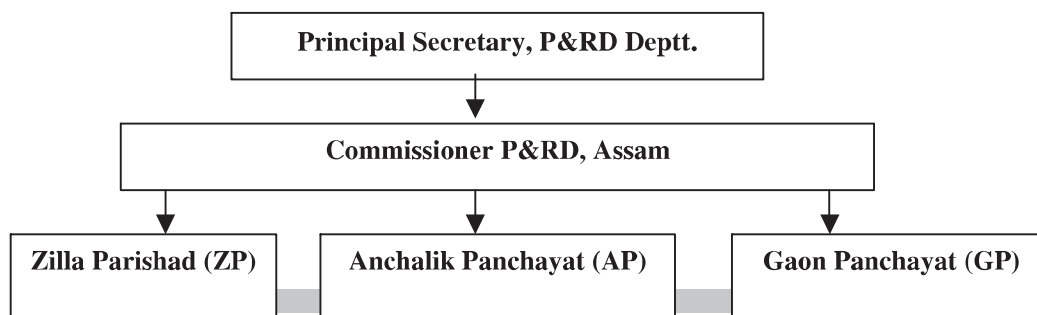 Principal Secretary, P&RD Deptt.
Commissioner P&RD, Assam
Zilla Parishad (ZP)
Anchalik Panchayat (AP)
Gaon Panchayat (GP)